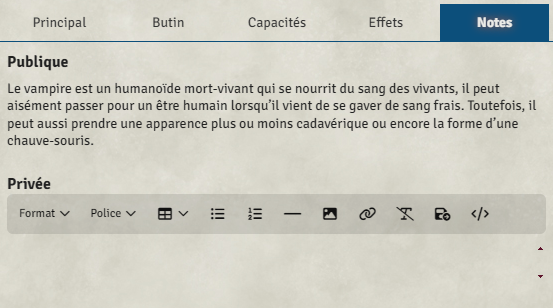 Principal Butin Capacités Effets Notes
Publique
Le vampire est un humanoïde mort-vivant qui se nourrit du sang des vivants, il peut
aisément passer pour un être humain lorsqu’il vient de se gaver de sang frais. Toutefois, il
peut aussi prendre une apparence plus ou moins cadavérique ou encore la forme d’une
chauve-souris.
Privée
Format Police